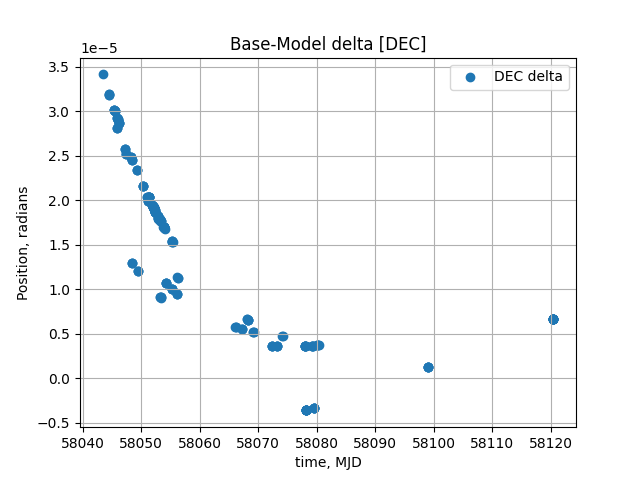 Base-Model delta [DEC]
1e−5
DEC delta
3.5
3.0
2.5
2.0
1.5
1.0
0.5
0.0
−0.5
Position, radians
58040 58050 58060 58070 58080 58090 58100 58110 58120
time, MJD